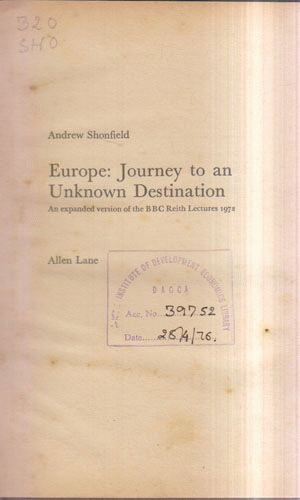 320
SHO
Andrew Shonfield
Europe: Journey to an
Unknown Destination
An expanded version of the BBC Reith Lectures 1972
Allen Lane
INSTITUTE OF DEVELOPMENT ECONOMICS LIBRARY
DACCA
Acc. No. 39752
Date......28/4/76.